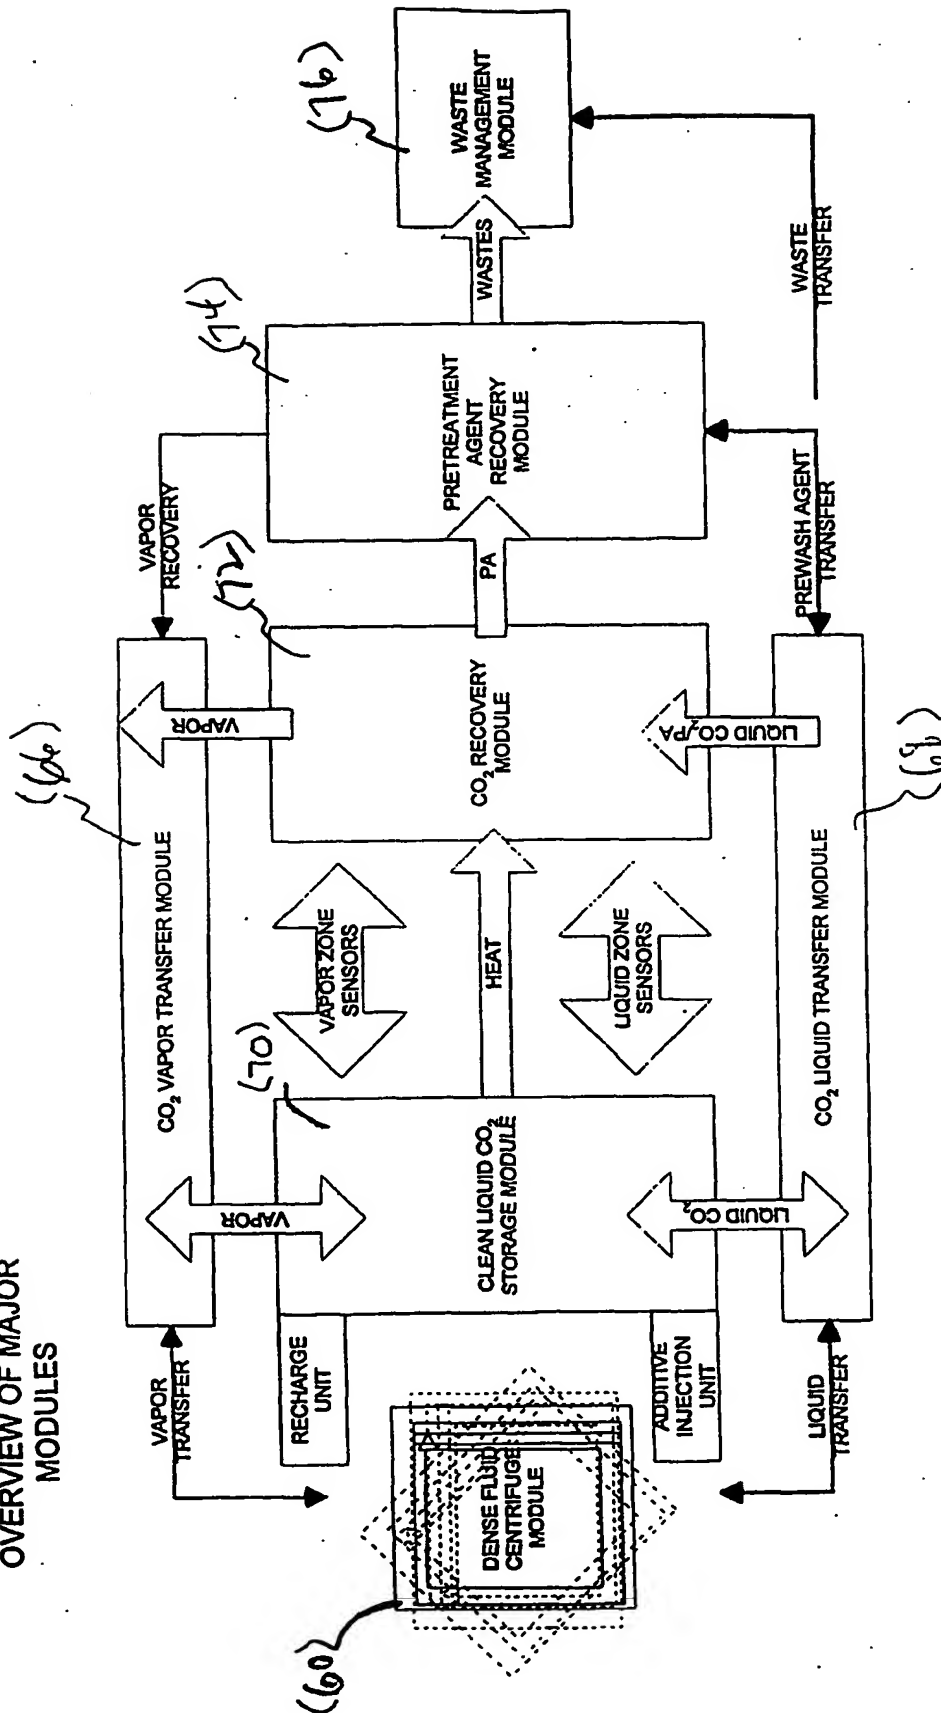 OVERVIEW OF MAJOR
MODULES
(66)
CO2 VAPOR TRANSFER MODULE
VAPOR
TRANSFER
VAPOR
VAPOR
VAPOR
RECOVERY
(60)
DENSE FLUID
CENTRIFUGE
MODULE
RECHARGE
UNIT
ADDITIVE
INJECTION
UNIT
(70)
CLEAN LIQUID CO2
STORAGE MODULE
VAPOR ZONE
SENSORS
HEAT
LIQUID ZONE
SENSORS
(72)
CO2 RECOVERY
MODULE
PA
(74)
PRETREATMENT
AGENT
RECOVERY
MODULE
WASTES
(76)
WASTE
MANAGEMENT
MODULE
LIQUID CO2
LIQUID CO2/PA
LIQUID
TRANSFER
CO2 LIQUID TRANSFER MODULE
PREWASH AGENT
TRANSFER
WASTE
TRANSFER